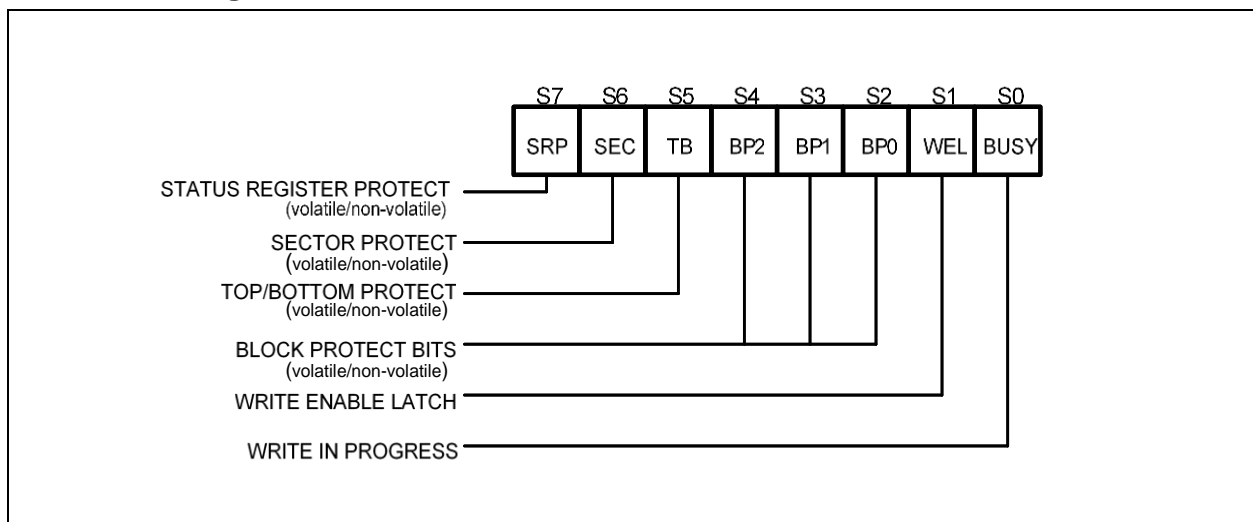 S7 S6 S5 S4 S3 S2 S1 S0
SRP SEC TB BP2 BP1 BP0 WEL BUSY
STATUS REGISTER PROTECT
(volatile/non-volatile)
SECTOR PROTECT
(volatile/non-volatile)
TOP/BOTTOM PROTECT
(volatile/non-volatile)
BLOCK PROTECT BITS
(volatile/non-volatile)
WRITE ENABLE LATCH
WRITE IN PROGRESS